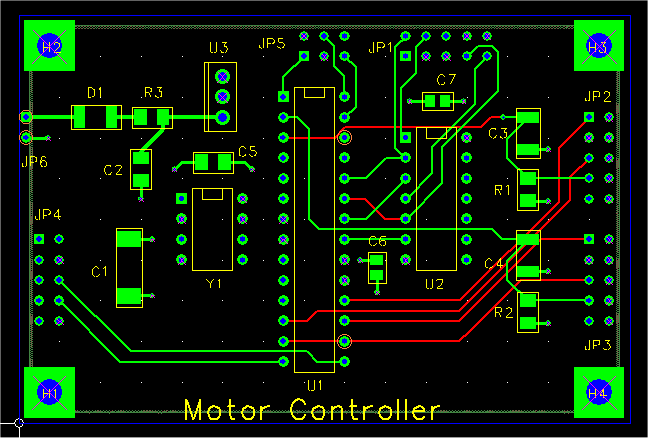 H2 U3 JP5 JP1 H3
D1 R3 C7 JP2
C3
JP6 C2 C5
R1
JP4
C6
C1 Y1 U2 C4
R2
JP3
H1 U1 H4
Motor Controller